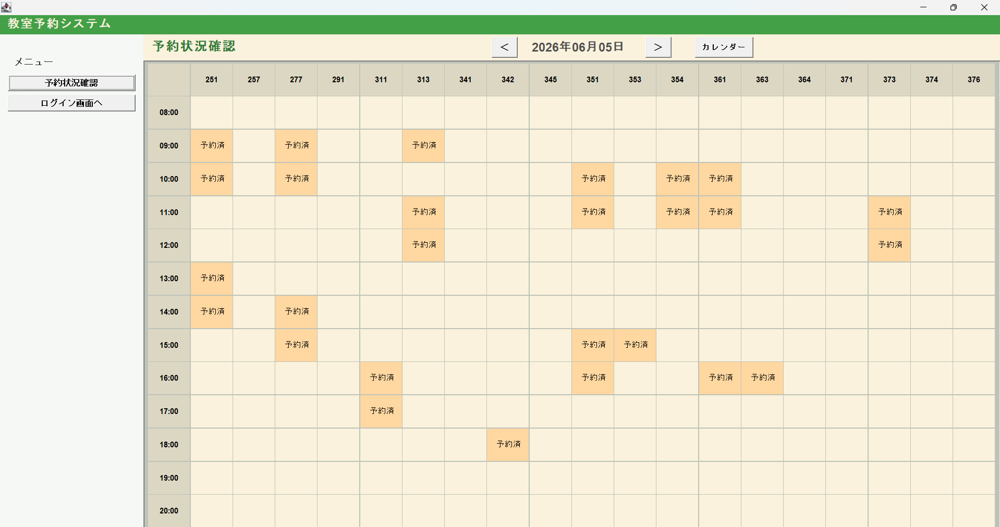 教室予約システム
予約状況確認
<
2026年06月05日
>
カレンダー
メニュー
予約状況確認
ログイン画面へ
251 257 277 291 311 313 341 342 345 351 353 354 361 363 364 371 373 374 376
08:00
09:00 予約済 予約済 予約済
10:00 予約済 予約済 予約済 予約済 予約済
11:00 予約済 予約済 予約済 予約済 予約済
12:00 予約済 予約済
13:00 予約済
14:00 予約済 予約済
15:00 予約済 予約済 予約済
16:00 予約済 予約済 予約済 予約済
17:00 予約済
18:00 予約済
19:00
20:00